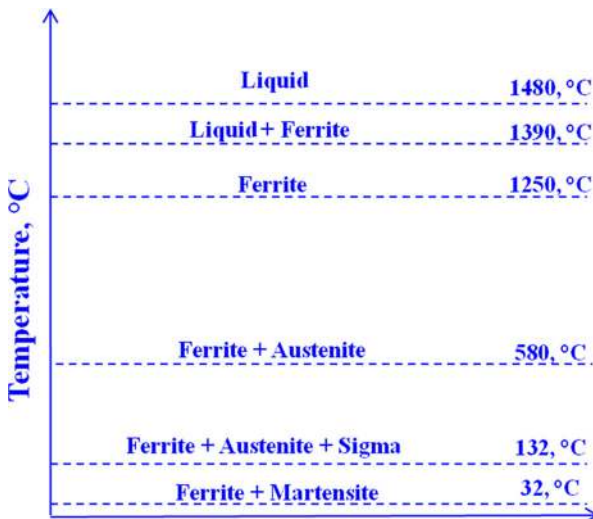 Liquid
1480, °C
Liquid + Ferrite
1390, °C
Ferrite
1250, °C
Temperature, °C
Ferrite + Austenite
580, °C
Ferrite + Austenite + Sigma
132, °C
Ferrite + Martensite
32, °C